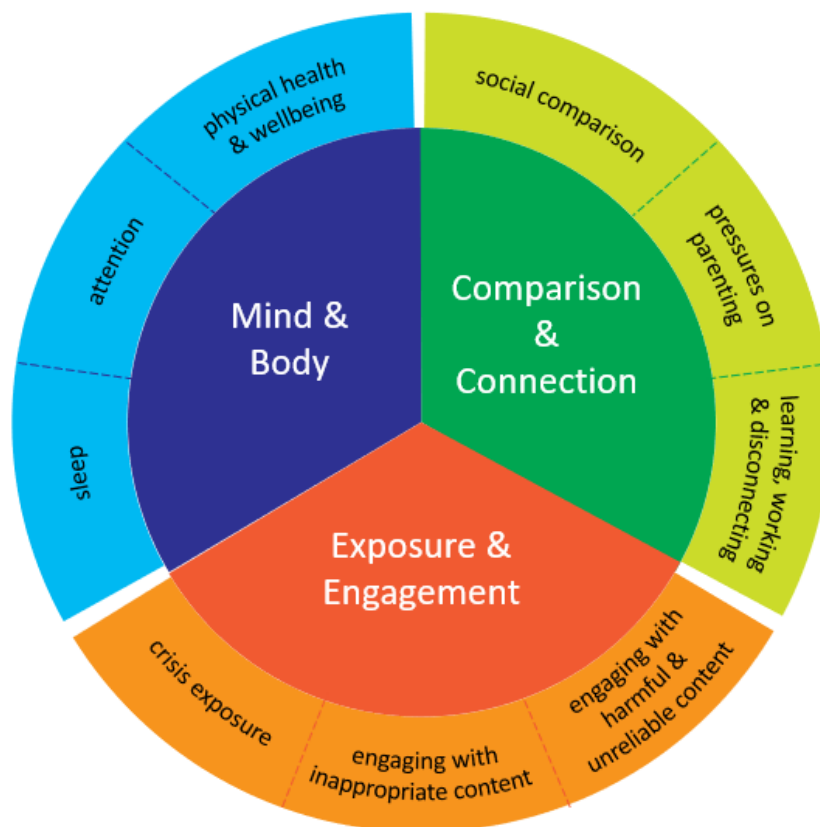 physical health
& wellbeing
attention
sleep
Mind &
Body
social comparison
pressures on
parenting
learning, working
& disconnecting
Comparison
&
Connection
Exposure &
Engagement
crisis exposure
engaging with
inappropriate content
engaging with
harmful &
unreliable content